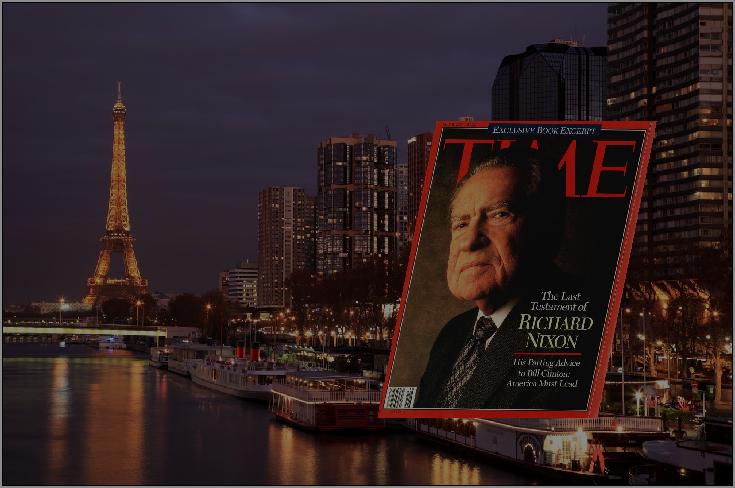 EXCLUSIVE BOOK EXCERPT
TIME
The Last
Testament of
RICHARD
NIXON
His Parting Advice
to Bill Clinton:
America Must Lead